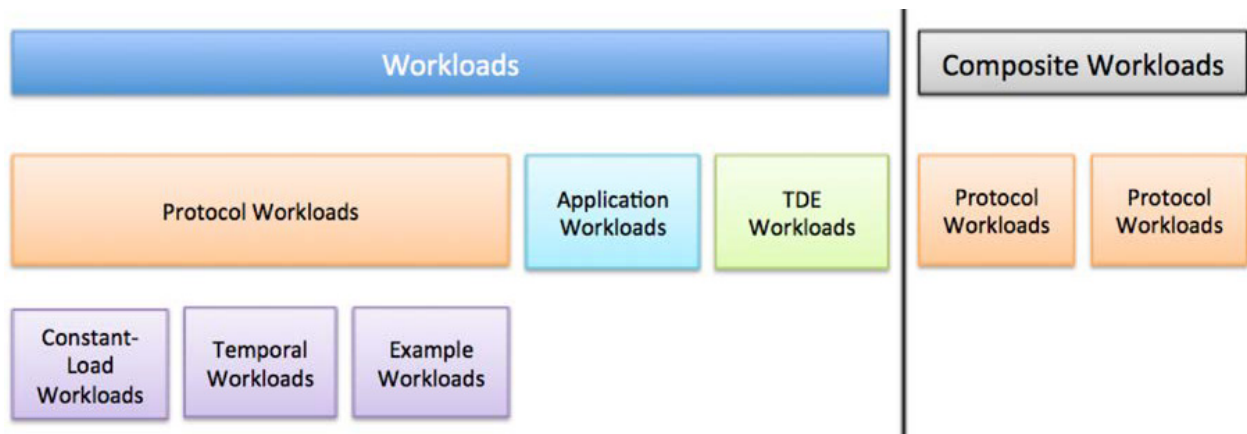 Workloads
Composite Workloads
Protocol Workloads
Application
Workloads
TDE
Workloads
Protocol
Workloads
Protocol
Workloads
Constant-
Load
Workloads
Temporal
Workloads
Example
Workloads